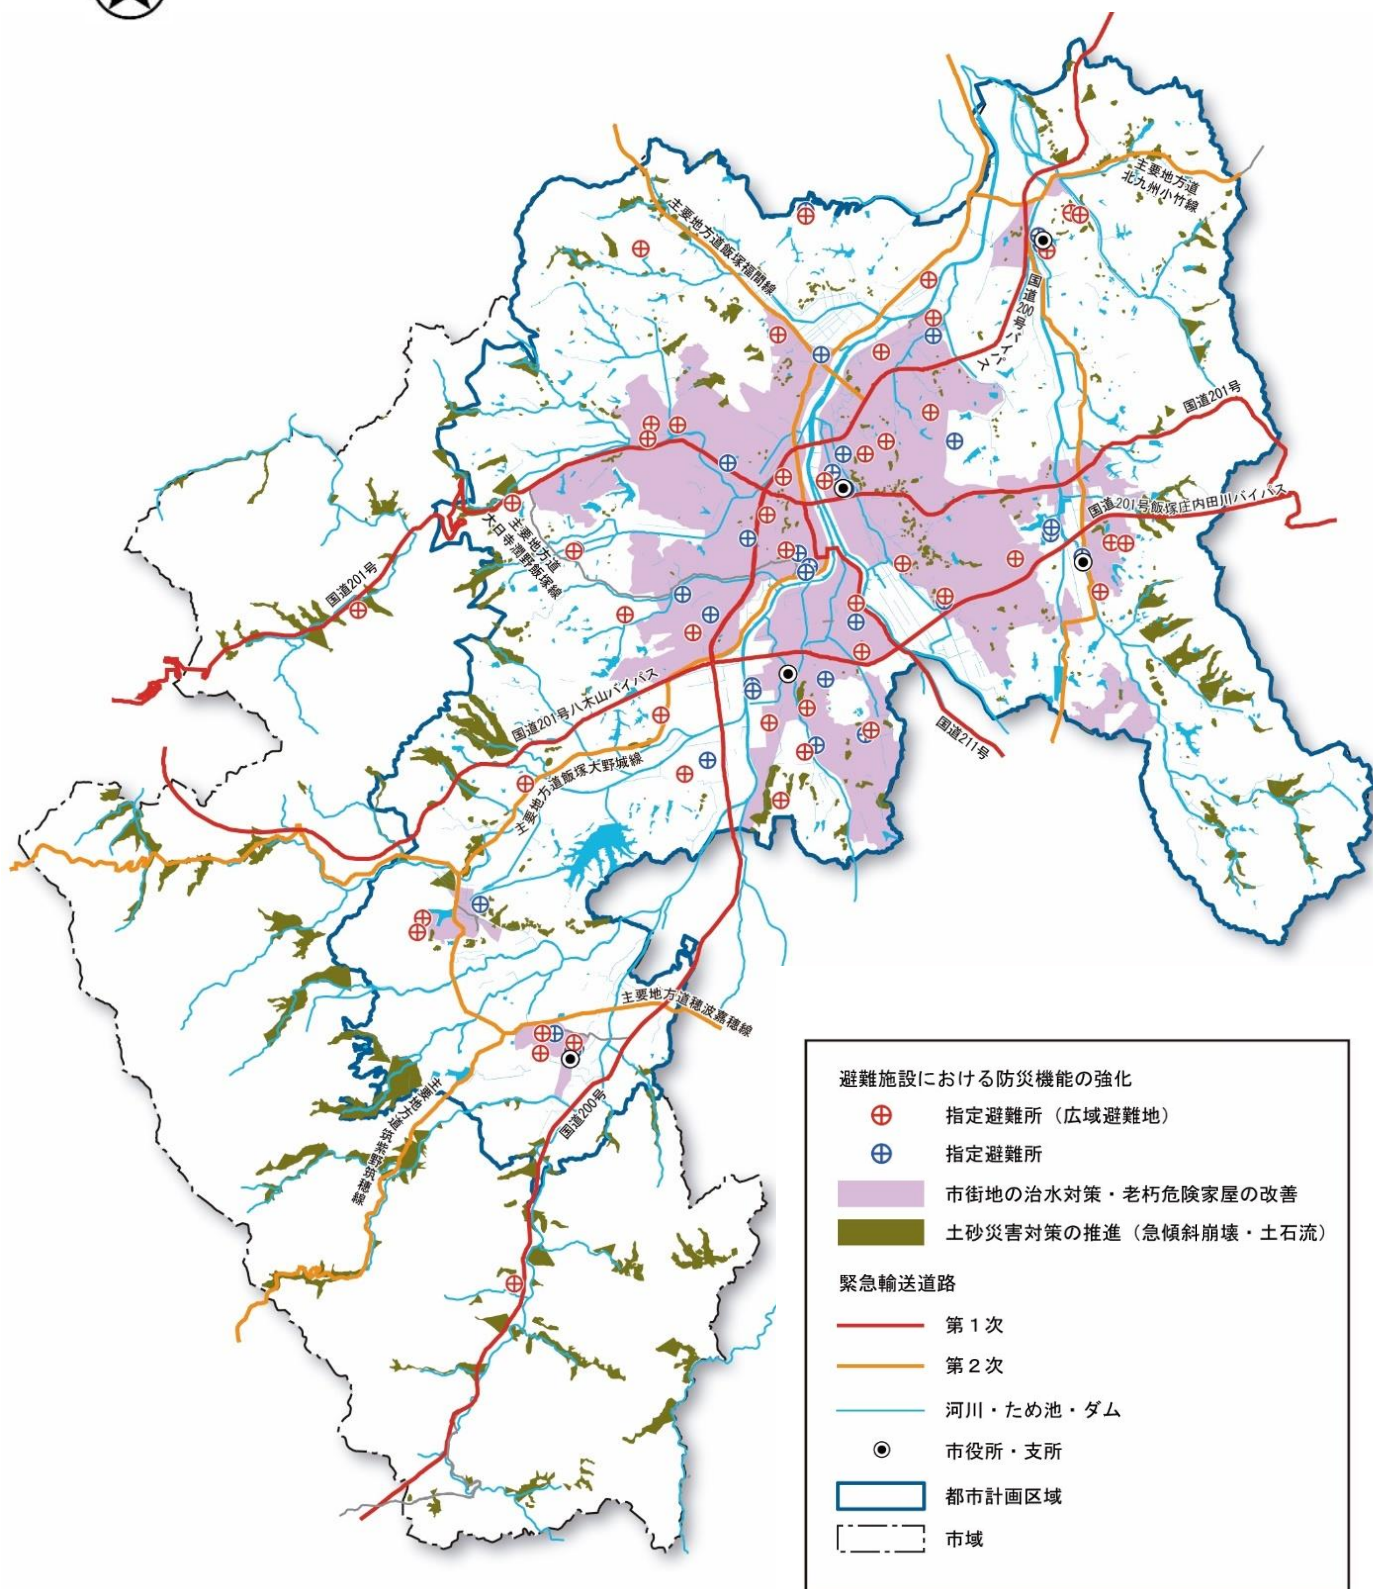 主要地方道
北九州小竹線
主要地方道飯塚福間線
国道200号バイパス
国道201号
国道201号飯塚庄内田川バイパス
主要地方道
大日寺潤野飯塚線
国道201号
国道201号八木山バイパス
国道211号
主要地方道飯塚大野城線
主要地方道穂波嘉穂線
国道200号
主要地方道筑紫野筑穂線
避難施設における防災機能の強化
指定避難所（広域避難地）
指定避難所
市街地の治水対策・老朽危険家屋の改善
土砂災害対策の推進（急傾斜崩壊・土石流）
緊急輸送道路
第１次
第２次
河川・ため池・ダム
市役所・支所
都市計画区域
市域